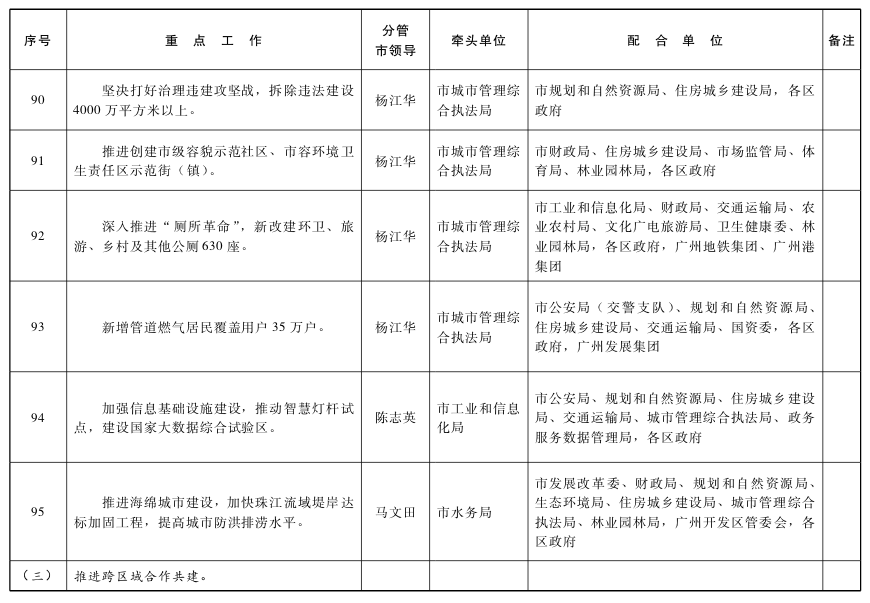 序号 重点工作 分管市领导 牵头单位 配合单位 备注
90 坚决打好治理违建攻坚战，拆除违法建设 杨江华 市城市管理综 市规划和自然资源局、住房城乡建设局，各区
4000 万平方米以上。 合执法局 政府
91 推进创建市级容貌示范社区、市容环境卫 杨江华 市城市管理综 市财政局、住房城乡建设局、市场监管局、体
生责任区示范街（镇）。 合执法局 育局、林业园林局，各区政府
92 深入推进“厕所革命”，新改建环卫、旅 杨江华 市城市管理综 市工业和信息化局、财政局、交通运输局、农
游、乡村及其他公厕 630 座。 合执法局 业农村局、文化广电旅游局、卫生健康委、林
业园林局，各区政府，广州地铁集团、广州港
集团
93 新增管道燃气居民覆盖用户 35 万户。 杨江华 市城市管理综 市公安局（交警支队）、规划和自然资源局、
合执法局 住房城乡建设局、交通运输局、国资委，各区
政府，广州发展集团
94 加强信息基础设施建设，推动智慧灯杆试 陈志英 市工业和信息 市公安局、规划和自然资源局、住房城乡建设
点，建设国家大数据综合试验区。 化局 局、交通运输局、城市管理综合执法局、政务
服务数据管理局，各区政府
95 推进海绵城市建设，加快珠江流域堤岸达 马文田 市水务局 市发展改革委、财政局、规划和自然资源局、
标加固工程，提高城市防洪排涝水平。 生态环境局、住房城乡建设局、城市管理综合
执法局、林业园林局，广州开发区管委会，各
区政府
（三） 推进跨区域合作共建。